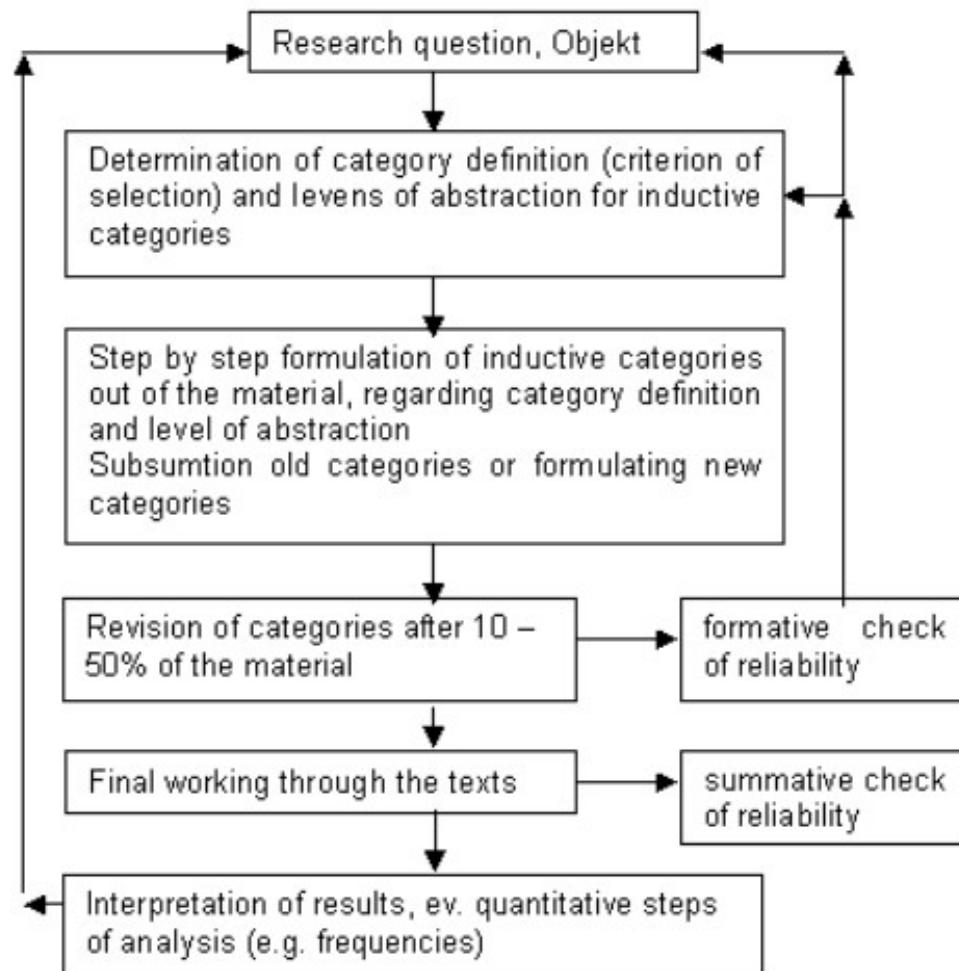 Research question, Objekt
Determination of category definition (criterion of
selection) and levens of abstraction for inductive
categories
Step by step formulation of inductive categories
out of the material, regarding category definition
and level of abstraction
Subsumtion old categories or formulating new
categories
Revision of categories after 10 –
50% of the material
formative check
of reliability
Final working through the texts
summative check
of reliability
Interpretation of results, ev. quantitative steps
of analysis (e.g. frequencies)